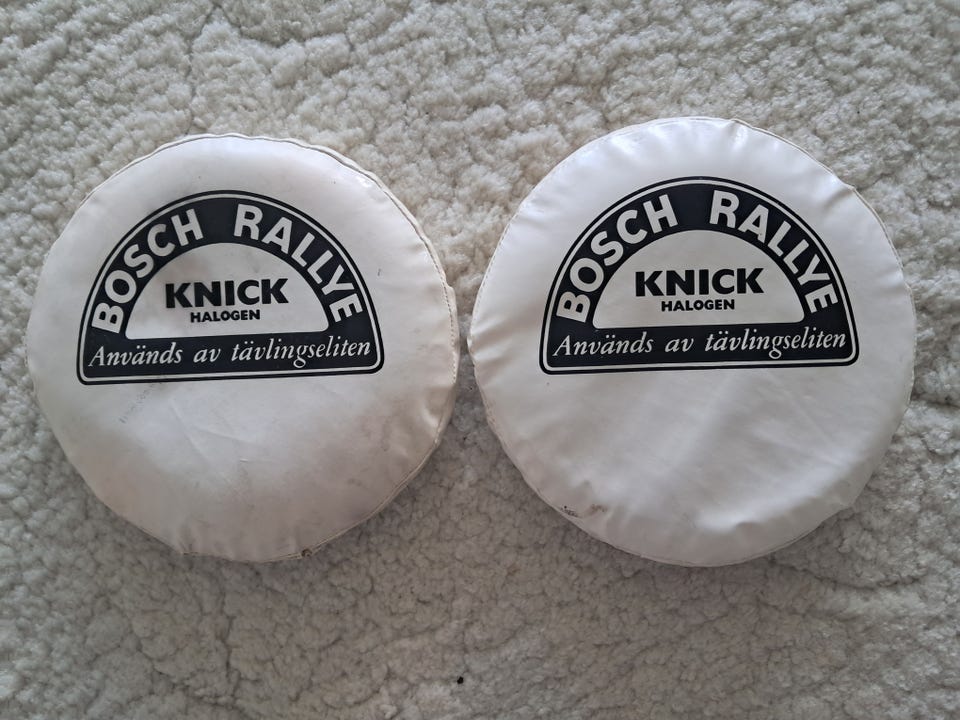 BOSCH RALLYE
KNICK
HALOGEN
Används av tävlingseliten
BOSCH RALLYE
KNICK
HALOGEN
Används av tävlingseliten